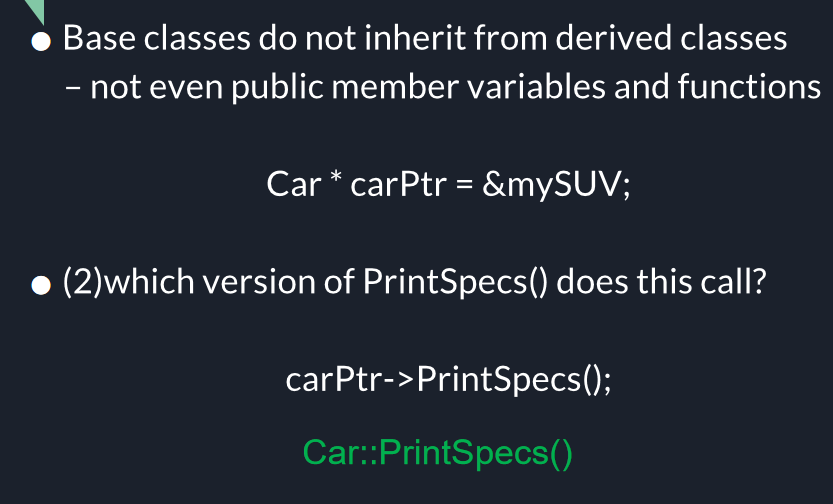 ● Base classes do not inherit from derived classes
– not even public member variables and functions
Car * carPtr = &mySUV;
● (2)which version of PrintSpecs() does this call?
carPtr->PrintSpecs();
Car::PrintSpecs()